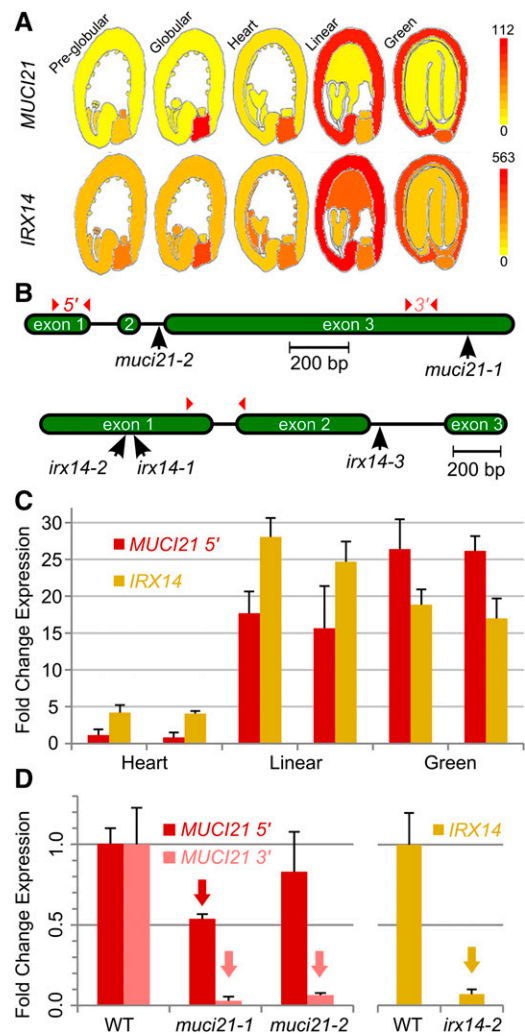 A
Pre-globular
Globular
Heart
Linear
Green
MUCI21
112
0
IRX14
563
0
B
5'
3'
exon 1
2
exon 3
muci21-2
200 bp
muci21-1
exon 1
exon 2
exon 3
irx14-2
irx14-1
irx14-3
200 bp
C
Fold Change Expression
30
25
20
15
10
5
0
MUCI21 5'
IRX14
Heart
Linear
Green
D
Fold Change Expression
1.0
0.5
0.0
MUCI21 5'
MUCI21 3'
IRX14
WT
muci21-1
muci21-2
WT
irx14-2